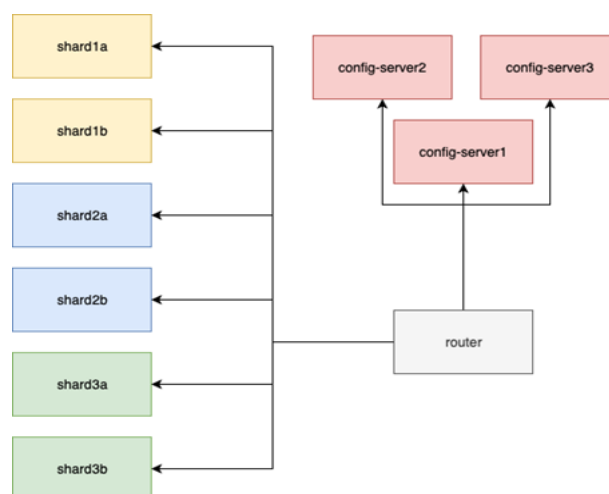 shard1a
shard1b
shard2a
shard2b
shard3a
shard3b
config-server2
config-server3
config-server1
router